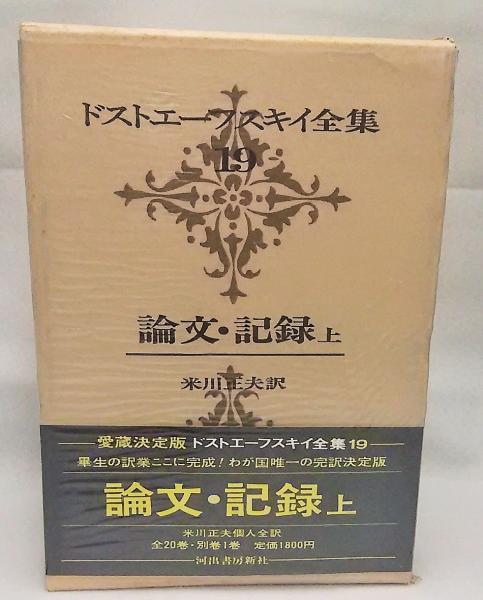 ドストエーフスキイ全集
19
論文・記録上
米川正夫訳
愛蔵決定版 ドストエーフスキイ全集19
畢生の訳業ここに完成!わが国唯一の完訳決定版
論文・記録上
米川正夫個人全訳
全20巻・別巻1巻 定価1800円
河出書房新社